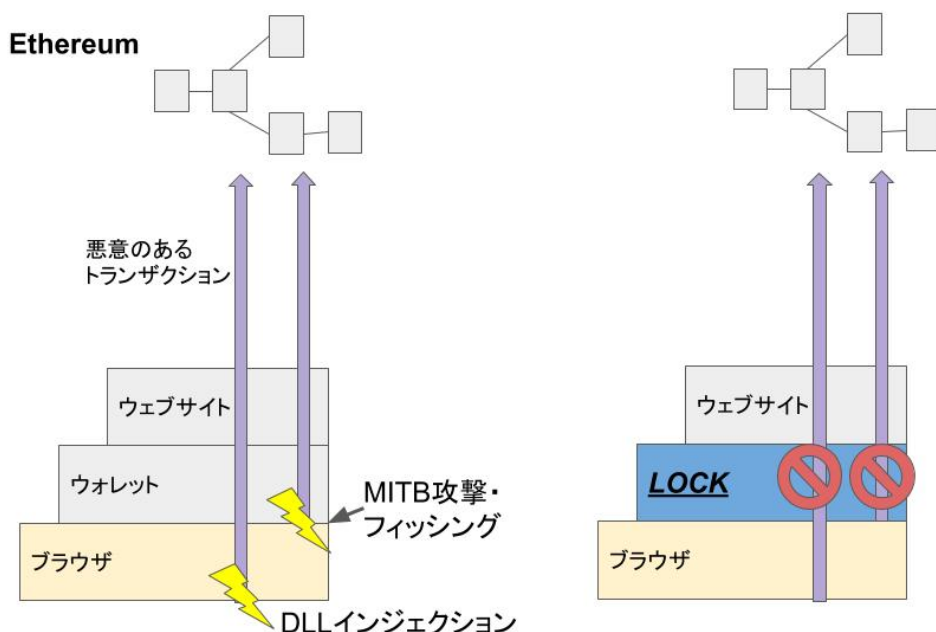 Ethereum
悪意のある
トランザクション
ウェブサイト
ウォレット
ブラウザ
MITB攻撃・
フィッシング
DLLインジェクション
ウェブサイト
LOCK
ブラウザ